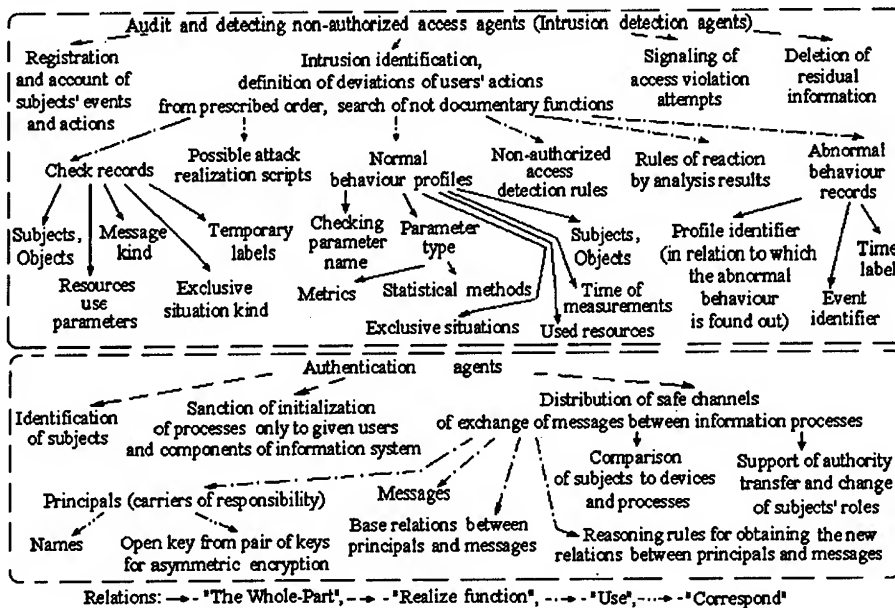 Audit and detecting non-authorized access agents (Intrusion detection agents)
Registration
and account of
subjects' events
and actions
Intrusion identification,
definition of deviations of users' actions
from prescribed order, search of not documentary functions
Signaling of
access violation
attempts
Deletion of
residual
information
Check records
Possible attack
realization scripts
Normal
behaviour profiles
Non-authorized
access
detection rules
Rules of reaction
by analysis results
Abnormal
behaviour
records
Subjects,
Objects
Message
kind
Temporary
labels
Resources
use
parameters
Exclusive
situation kind
Checking
parameter
name
Parameter
type
Metrics
Statistical methods
Exclusive situations
Subjects,
Objects
Time of
measurements
Used resources
Profile identifier
(in relation to which
the abnormal
behaviour
is found out)
Event
identifier
Time
label
Authentication agents
Identification
of subjects
Sanction of initialization
of processes only to given users
and components of information system
Distribution of safe channels
of exchange of messages between information processes
Principals (carriers of responsibility)
Names
Open key from pair of keys
for asymmetric encryption
Messages
Base relations between
principals and messages
Comparison
of subjects to devices
and processes
Support of authority
transfer and change
of subjects' roles
Reasoning rules for obtaining the new
relations between principals and messages
Relations: - "The Whole-Part", - "Realize function", - "Use", - "Correspond"